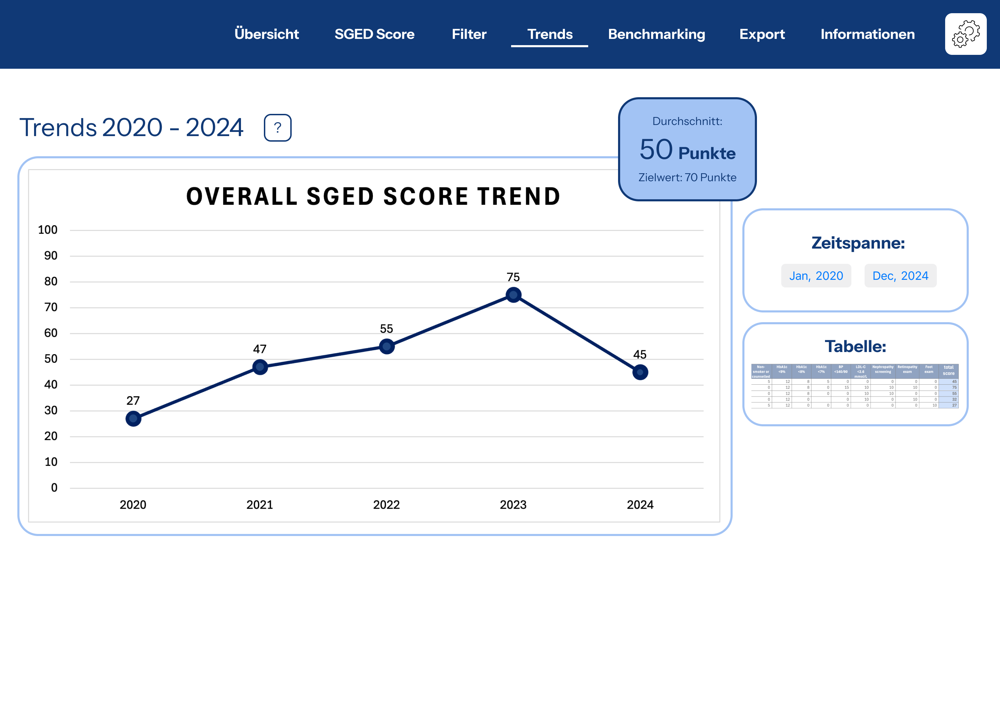 Übersicht SGED Score Filter Trends Benchmarking Export Informationen
Trends 2020 - 2024 ?
Durchschnitt:
50 Punkte
Zielwert: 70 Punkte
OVERALL SGED SCORE TREND
100
90
80
70
60
50
40
30
20
10
0
27
47
55
75
45
2020 2021 2022 2023 2024
Zeitspanne:
Jan, 2020 Dec, 2024
Tabelle:
Non-smoker or counselled HbA1c <9% HbA1c <8% HbA1c <7% BP <140/90 LDL-C <2.6 mmol/L Nephropathy screening Retinopathy exam Foot exam total score
5 12 8 5 0 0 0 0 0 45
0 12 8 0 15 10 10 10 0 75
0 12 8 0 0 10 10 0 0 55
0 12 0 0 10 0 10 0 32
5 12 0 0 0 0 0 0 10 27